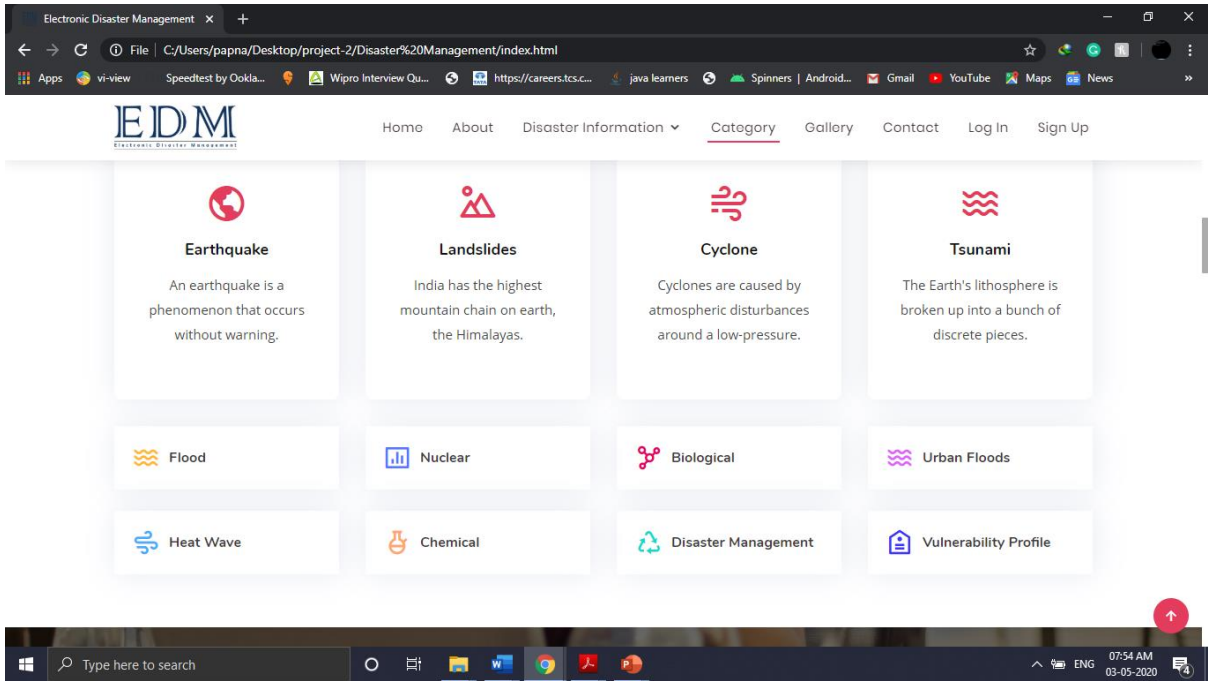 Electronic Disaster Management
File | C:/Users/papna/Desktop/project-2/Disaster%20Management/index.html
Apps vi-view Speedtest by Ookla... Wipro Interview Qu... https://careers.tcs.c... java learners Spinners | Android... Gmail YouTube Maps News »
EDM
Electronic Disaster Management
Home About Disaster Information Category Gallery Contact Log In Sign Up
Earthquake
An earthquake is a
phenomenon that occurs
without warning.
Landslides
India has the highest
mountain chain on earth,
the Himalayas.
Cyclone
Cyclones are caused by
atmospheric disturbances
around a low-pressure.
Tsunami
The Earth's lithosphere is
broken up into a bunch of
discrete pieces.
Flood Nuclear Biological Urban Floods
Heat Wave Chemical Disaster Management Vulnerability Profile
Type here to search
ENG
07:54 AM
03-05-2020
4